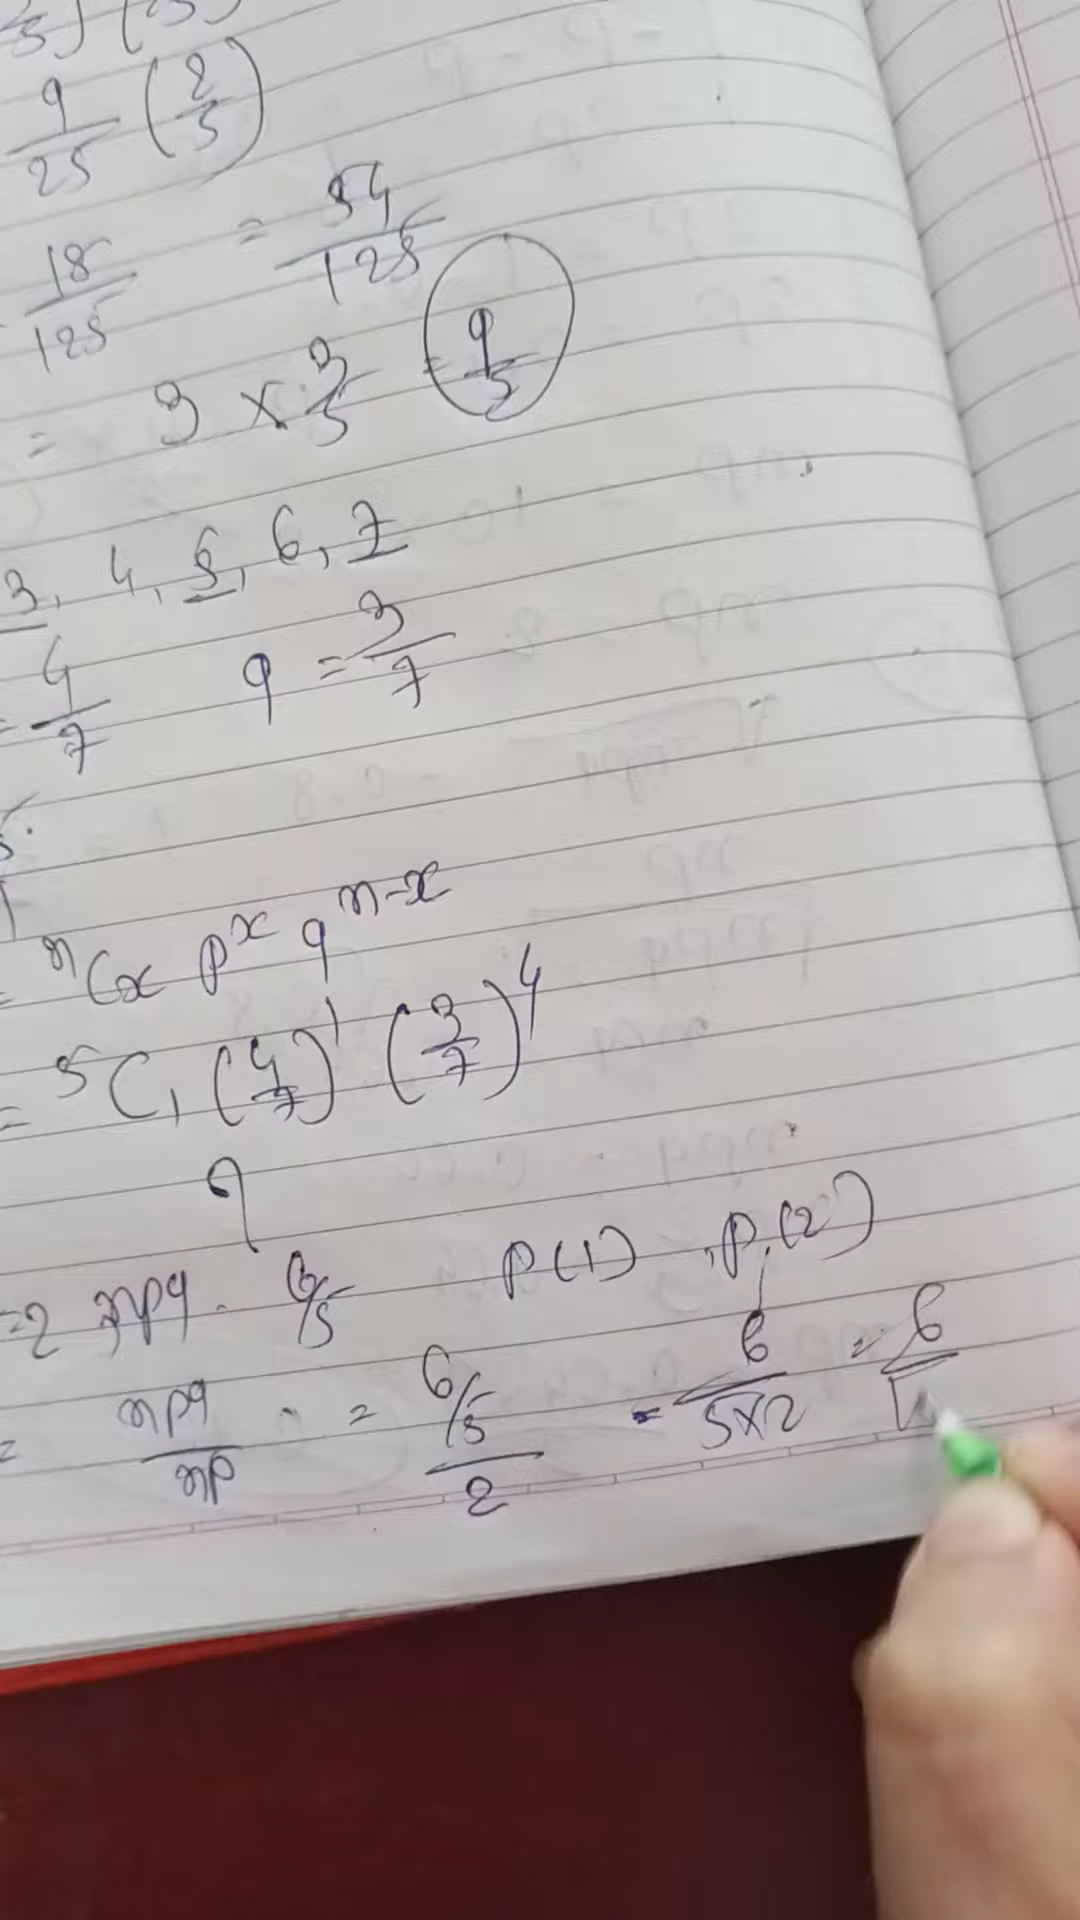 9/25 (2/5)
18/125 = 54/125
= 3 × 3/5 = 9/5
3, 4, 5, 6, 7
= 4/7 q = 3/7
5.
= nCx p^x q^n-x
= 5C1 (4/7)^1 (3/7)^4
= 2 npq 6/5 P(1), P(2)
= npq/np = 6/5/2 = 6/5×2 = 6